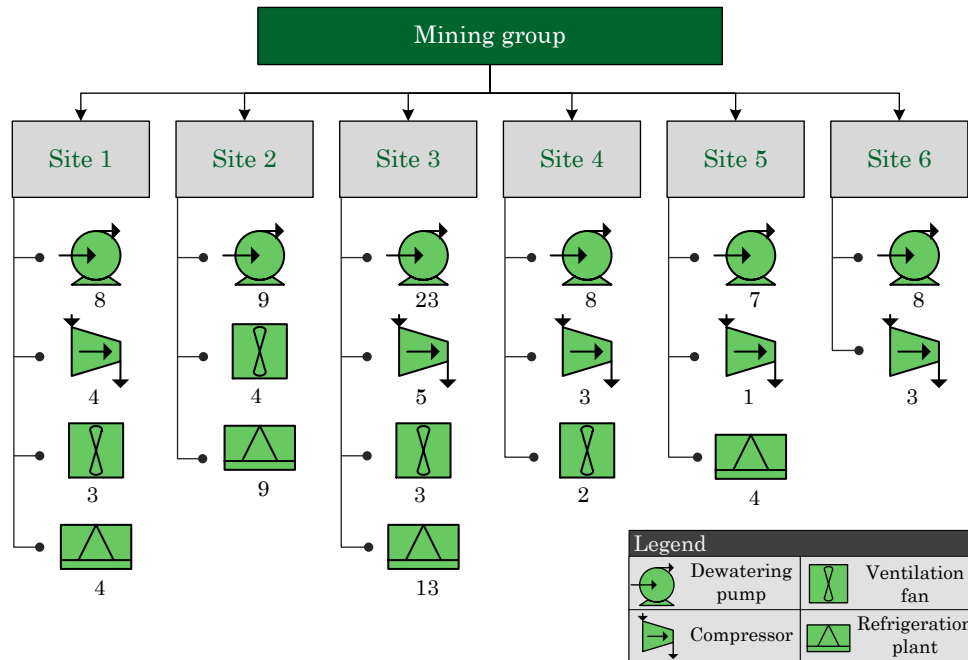 Mining group
Site 1
Site 2
Site 3
Site 4
Site 5
Site 6
8
9
23
8
7
8
4
4
5
3
1
3
3
9
3
2
4
4
13
Legend
Dewatering
pump
Ventilation
fan
Compressor
Refrigeration
plant